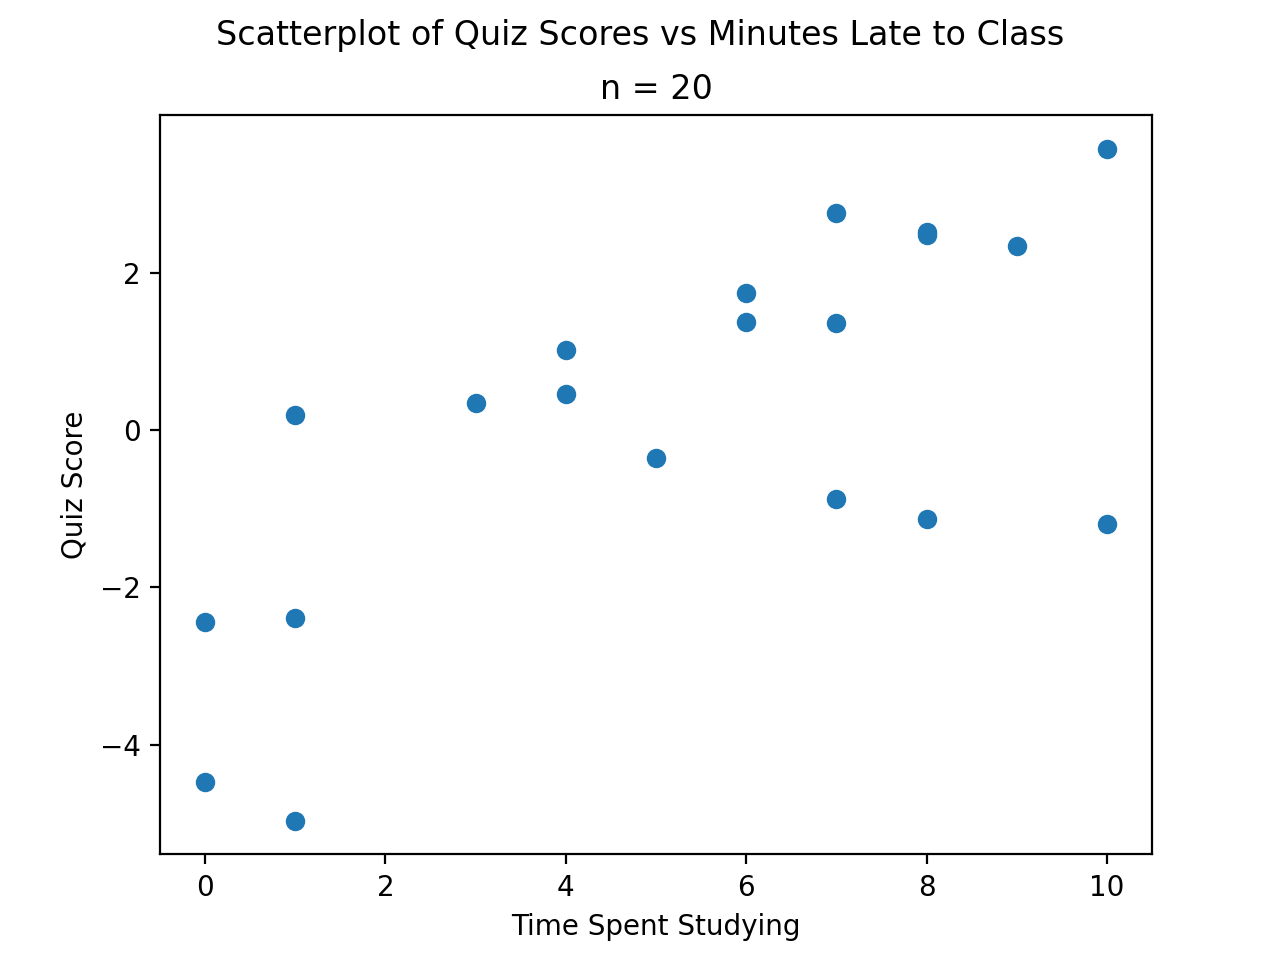 Scatterplot of Quiz Scores vs Minutes Late to Class
n = 20
2
0
−2
−4
Quiz Score
0 2 4 6 8 10
Time Spent Studying